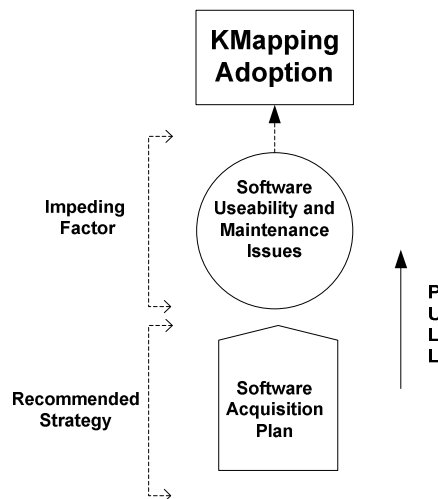 KMapping
Adoption
Software
Useability and
Maintenance
Issues
Impeding
Factor
P
U
L
L
Recommended
Strategy
Software
Acquisition
Plan